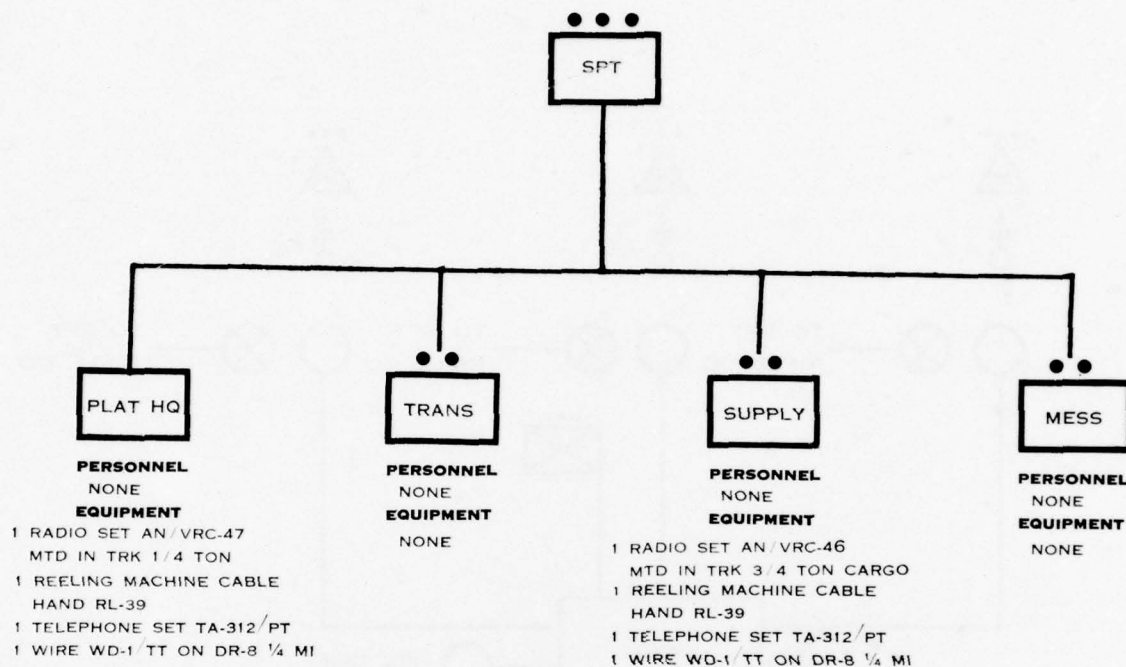 SPT
PLAT HQ
PERSONNEL
NONE
EQUIPMENT
1 RADIO SET AN/VRC-47
MTD IN TRK 1/4 TON
1 REELING MACHINE CABLE
HAND RL-39
1 TELEPHONE SET TA-312/PT
1 WIRE WD-1/TT ON DR-8 ¼ MI
TRANS
PERSONNEL
NONE
EQUIPMENT
NONE
SUPPLY
PERSONNEL
NONE
EQUIPMENT
1 RADIO SET AN/VRC-46
MTD IN TRK 3/4 TON CARGO
1 REELING MACHINE CABLE
HAND RL-39
1 TELEPHONE SET TA-312/PT
1 WIRE WD-1/TT ON DR-8 ¼ MI
MESS
PERSONNEL
NONE
EQUIPMENT
NONE